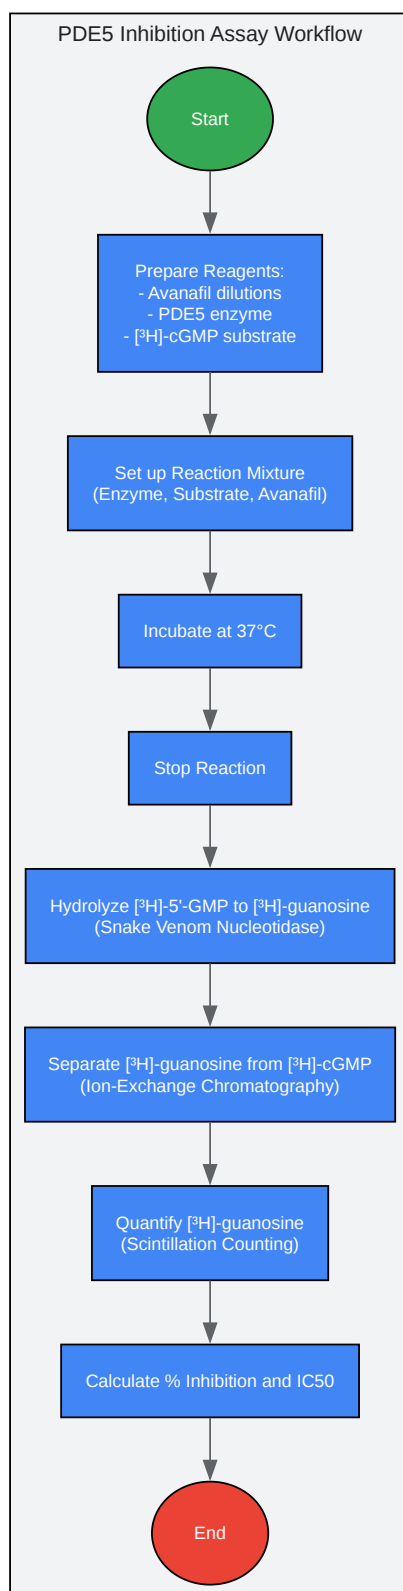 PDE5 Inhibition Assay Workflow
Start
Prepare Reagents:
- Avanafil dilutions
- PDE5 enzyme
- [³H]-cGMP substrate
Set up Reaction Mixture
(Enzyme, Substrate, Avanafil)
Incubate at 37°C
Stop Reaction
Hydrolyze [³H]-5'-GMP to [³H]-guanosine
(Snake Venom Nucleotidase)
Separate [³H]-guanosine from [³H]-cGMP
(Ion-Exchange Chromatography)
Quantify [³H]-guanosine
(Scintillation Counting)
Calculate % Inhibition and IC50
End